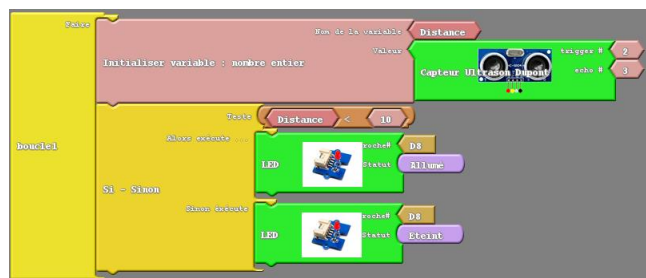 Faire
Nom de la variable Distance
Valeur trigger # 2
Initialiser variable : nombre entier
Capteur Ultrason Dupont echo # 3
Teste Distance < 10
Alors exécute ...
boucle1
roche# D8
LED Statut Allumé
Si - Sinon
Sinon exécute
roche# D8
LED Statut Eteint